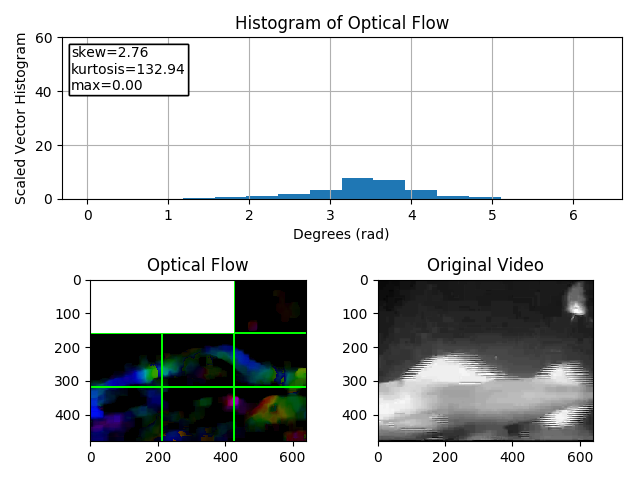 Histogram of Optical Flow
skew=2.76
kurtosis=132.94
max=0.00
Scaled Vector Histogram
60
40
20
0
0 1 2 3 4 5 6
Degrees (rad)
Optical Flow
0
100
200
300
400
0 200 400 600
Original Video
0
100
200
300
400
0 200 400 600